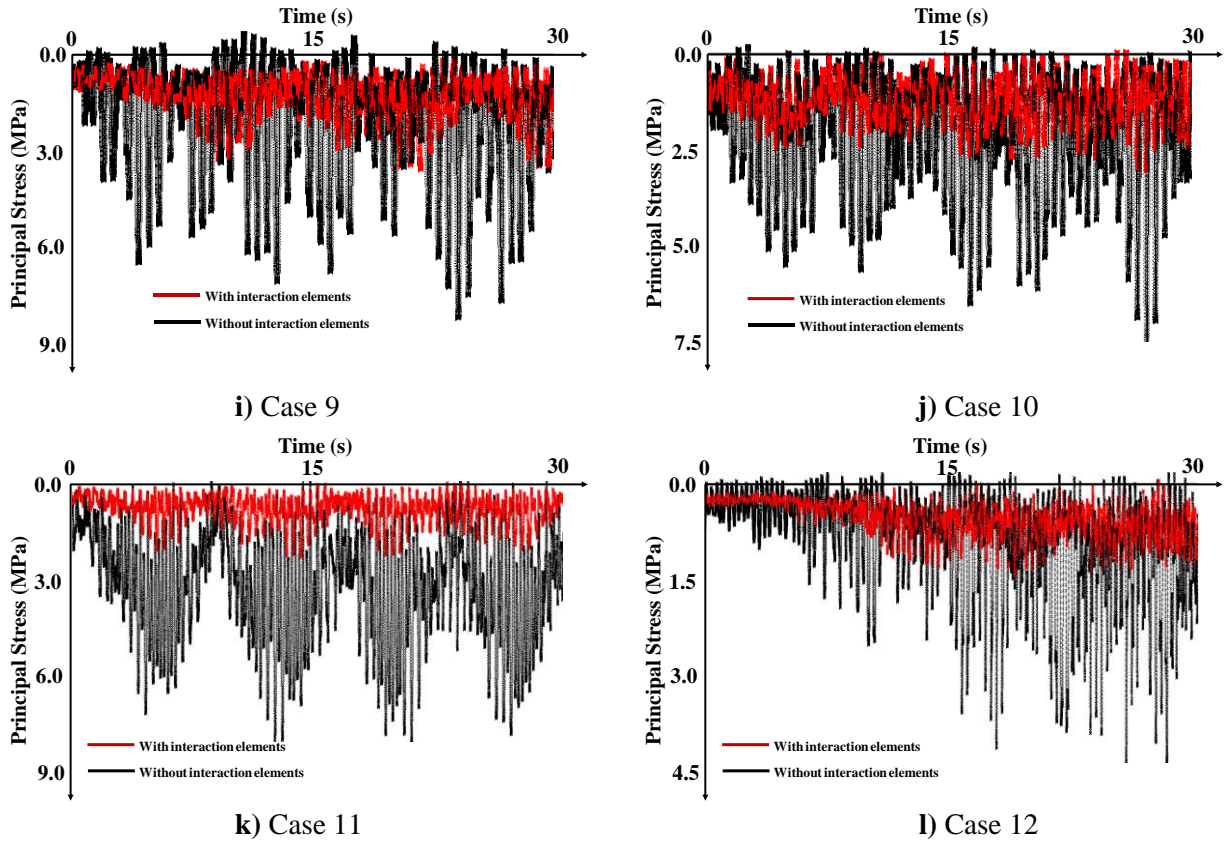 Time (s)
0 15 30
0.0
3.0
6.0
9.0
Principal Stress (MPa)
With interaction elements
Without interaction elements
i) Case 9
Time (s)
0 15 30
0.0
2.5
5.0
7.5
Principal Stress (MPa)
With interaction elements
Without interaction elements
j) Case 10
Time (s)
0 15 30
0.0
3.0
6.0
9.0
Principal Stress (MPa)
With interaction elements
Without interaction elements
k) Case 11
Time (s)
0 15 30
0.0
1.5
3.0
4.5
Principal Stress (MPa)
With interaction elements
Without interaction elements
l) Case 12